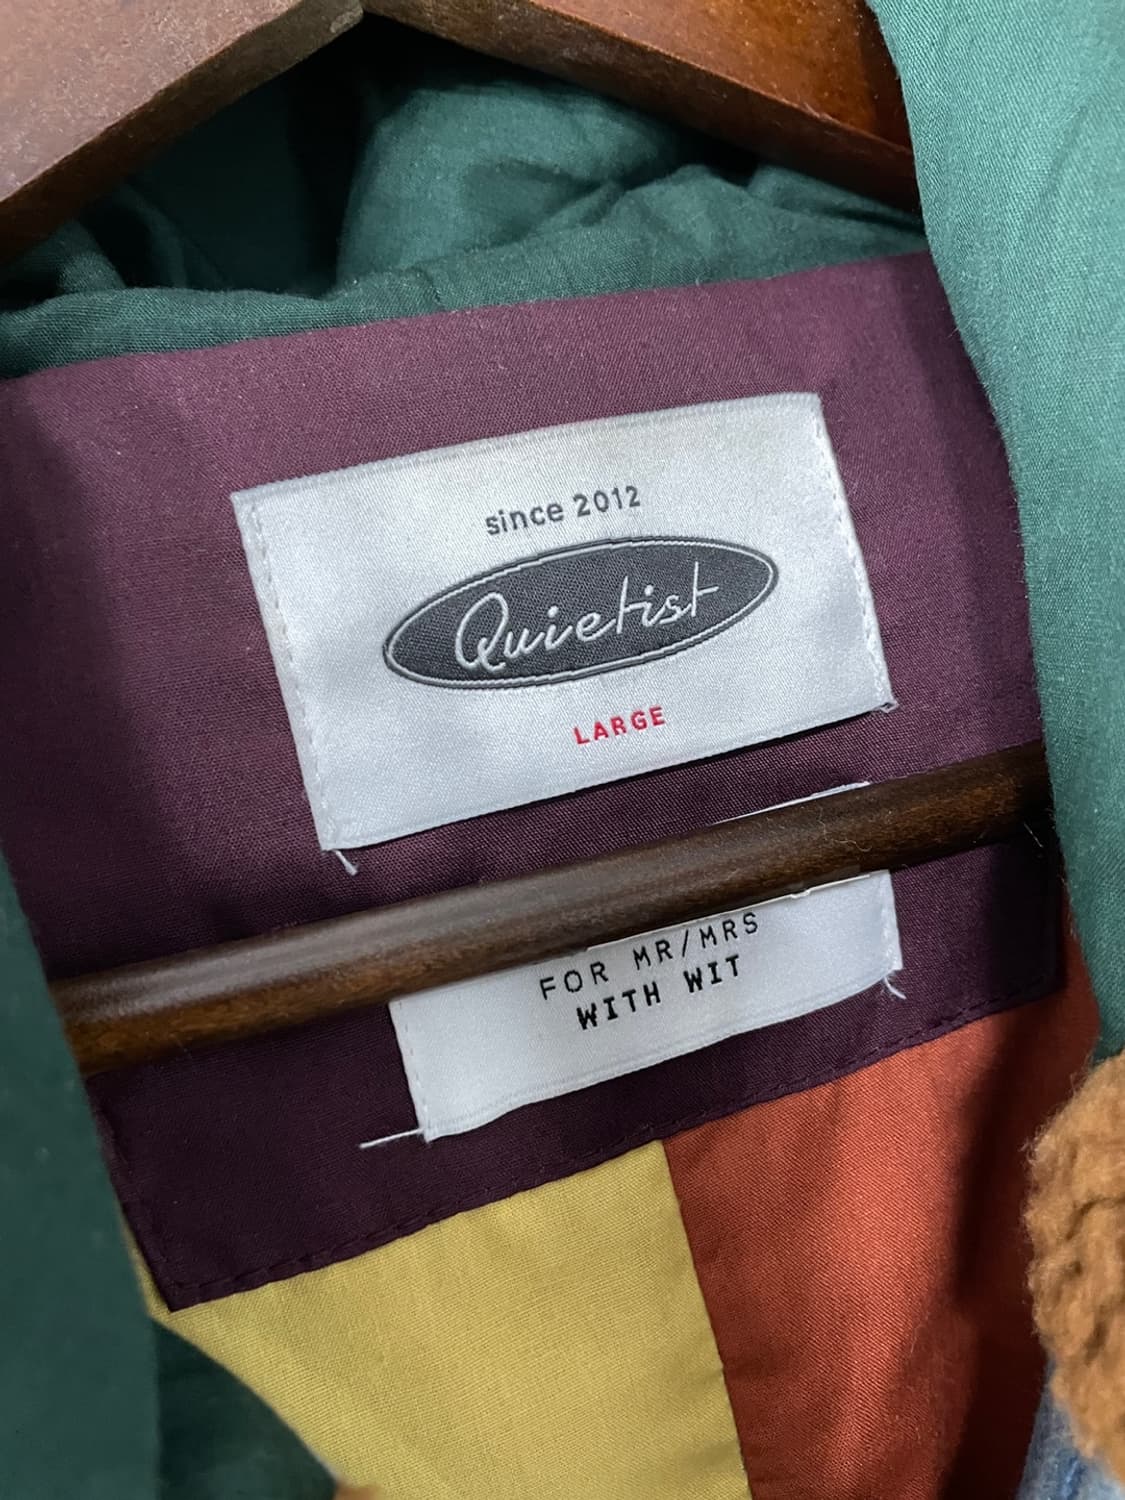 since 2012
Quietist
LARGE
FOR MR/MRS
WITH WIT